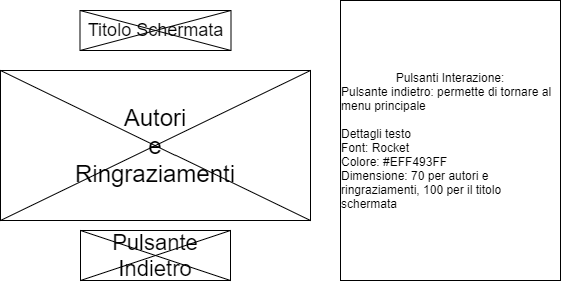 Titolo Schermata
Autori
e
Ringraziamenti
Pulsante
Indietro
Pulsanti Interazione:
Pulsante indietro: permette di tornare al
menu principale
Dettagli testo
Font: Rocket
Colore: #EFF493FF
Dimensione: 70 per autori e
ringraziamenti, 100 per il titolo
schermata